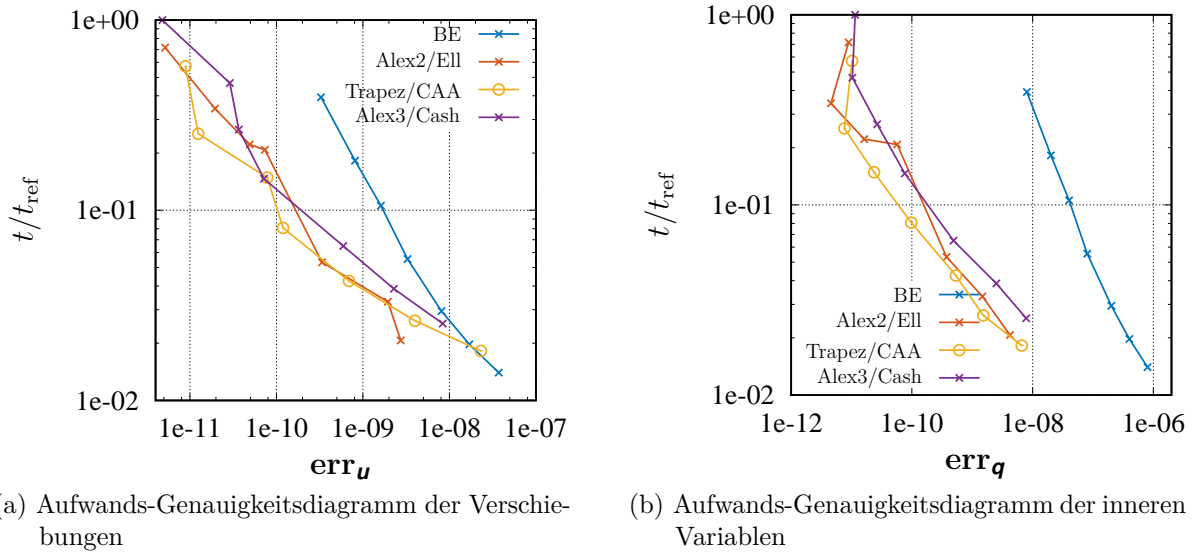 1e+00
1e-01
1e-02
t/t_ref
BE
Alex2/Ell
Trapez/CAA
Alex3/Cash
1e-11 1e-10 1e-09 1e-08 1e-07
err_u
a) Aufwands-Genauigkeitsdiagramm der Verschie-
bungen
1e+00
1e-01
1e-02
t/t_ref
BE
Alex2/Ell
Trapez/CAA
Alex3/Cash
1e-12 1e-10 1e-08 1e-06
err_q
(b) Aufwands-Genauigkeitsdiagramm der inneren
Variablen